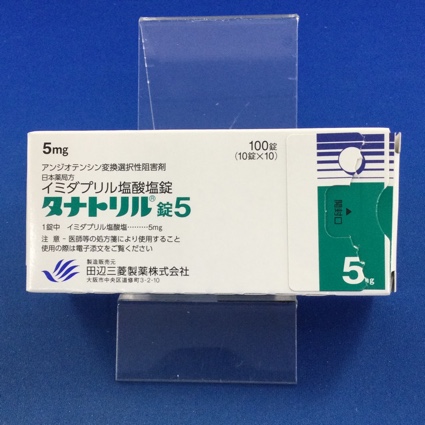 5mg
100錠
(10錠×10)
アンジオテンシン変換選択性阻害剤
日本薬局方
イミダプリル塩酸塩錠
タナトリル®錠5
1錠中 イミダプリル塩酸塩………5mg
注 意-医師等の処方箋により使用すること
使用の際は電子添文をご覧ください
製造販売元
田辺三菱製薬株式会社
大阪市中央区道修町3-2-10
開封口
5mg